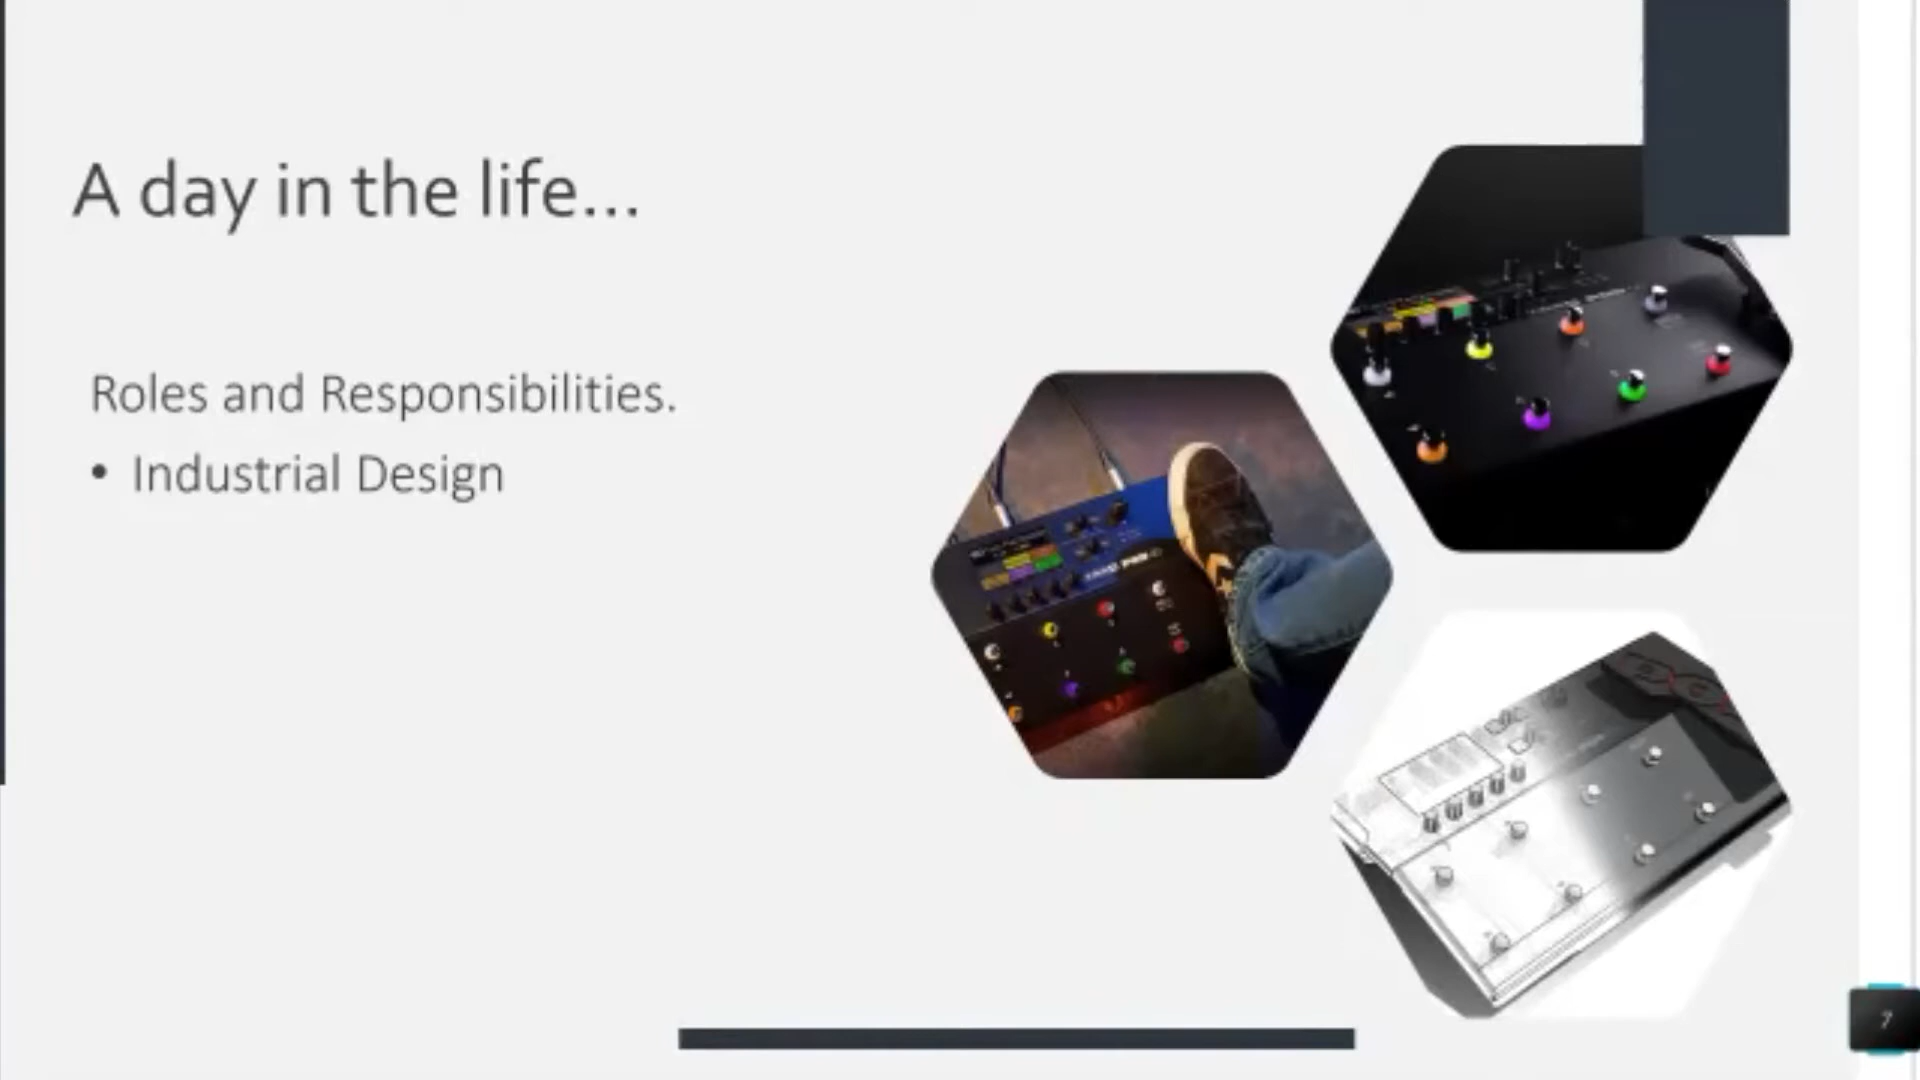 A day in the life...
Roles and Responsibilities.
• Industrial Design
7